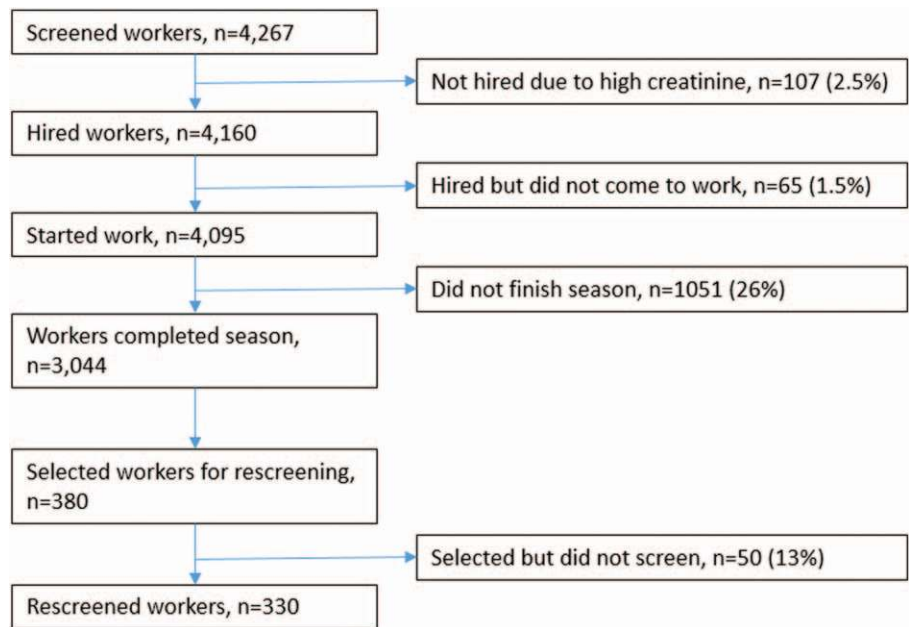 Screened workers, n=4,267
Not hired due to high creatinine, n=107 (2.5%)
Hired workers, n=4,160
Hired but did not come to work, n=65 (1.5%)
Started work, n=4,095
Did not finish season, n=1051 (26%)
Workers completed season,
n=3,044
Selected workers for rescreening,
n=380
Selected but did not screen, n=50 (13%)
Rescreened workers, n=330